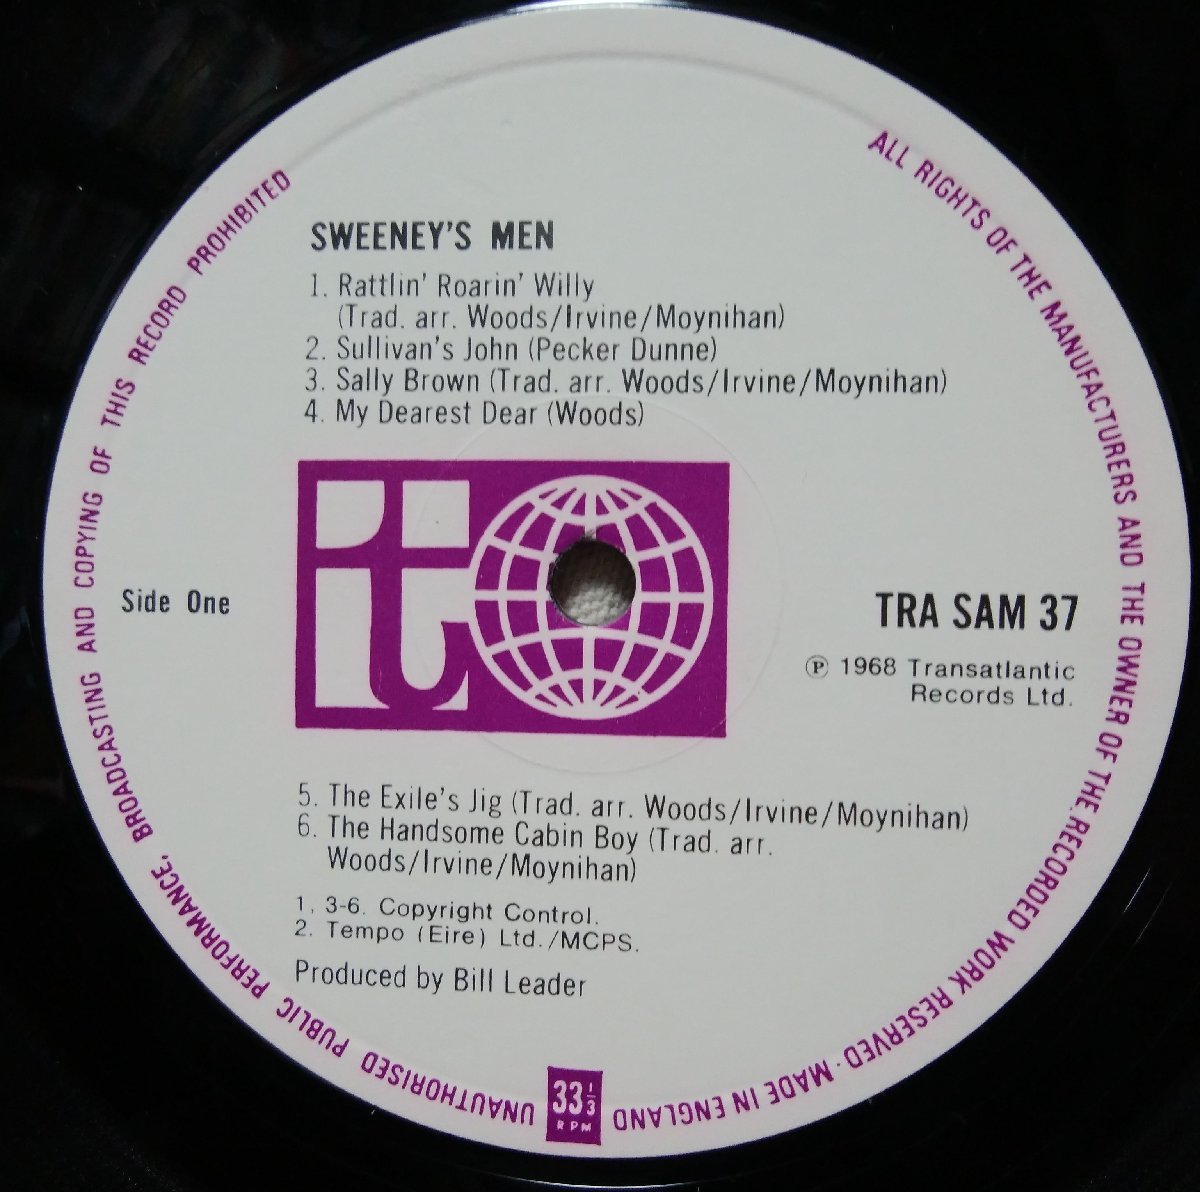 SWEENEY'S MEN
1. Rattlin' Roarin' Willy
(Trad. arr. Woods/Irvine/Moynihan)
2. Sullivan's John (Pecker Dunne)
3. Sally Brown (Trad. arr. Woods/Irvine/Moynihan)
4. My Dearest Dear (Woods)
it
Side One
TRA SAM 37
℗ 1968 Transatlantic
Records Ltd.
5. The Exile's Jig (Trad. arr. Woods/Irvine/Moynihan)
6. The Handsome Cabin Boy (Trad. arr.
Woods/Irvine/Moynihan)
1, 3-6. Copyright Control.
2. Tempo (Eire) Ltd./MCPS.
Produced by Bill Leader
33 1/3
RPM
ALL RIGHTS OF THE MANUFACTURERS AND THE OWNER OF THE RECORDED WORK RESERVED · MADE IN ENGLAND
UNAUTHORISED PUBLIC PERFORMANCE, BROADCASTING AND COPYING OF THIS RECORD PROHIBITED